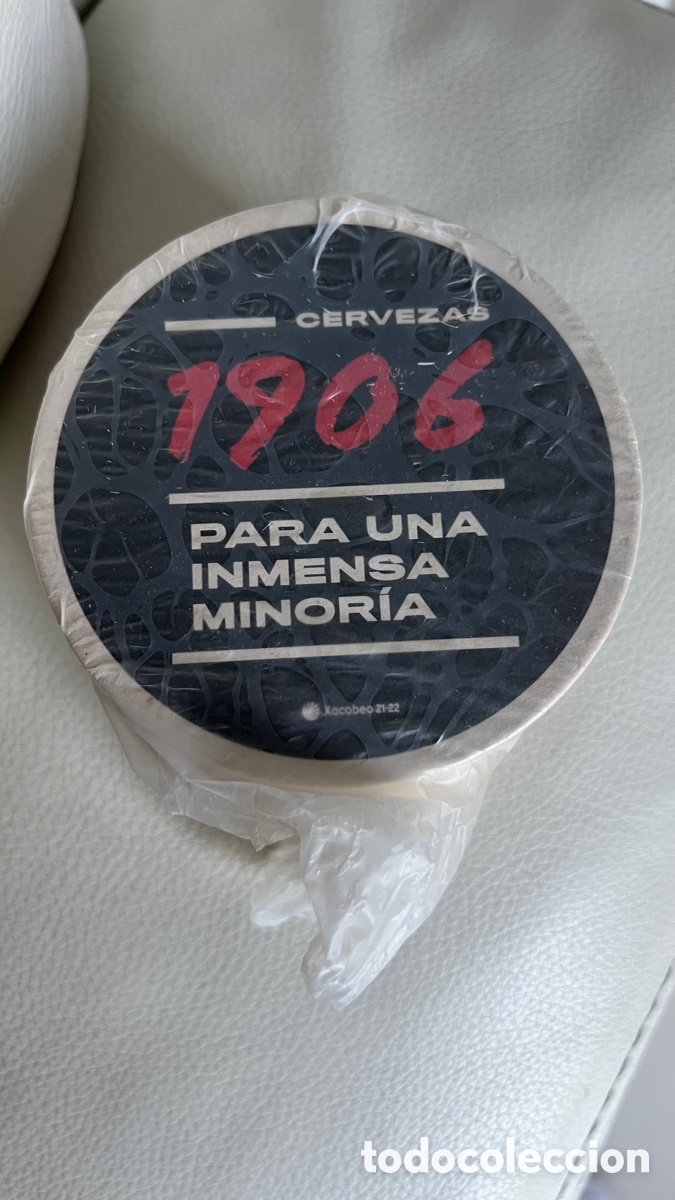 CERVEZAS
1906
PARA UNA
INMENSA
MINORÍA
Xacobeo 21·22
todocoleccion